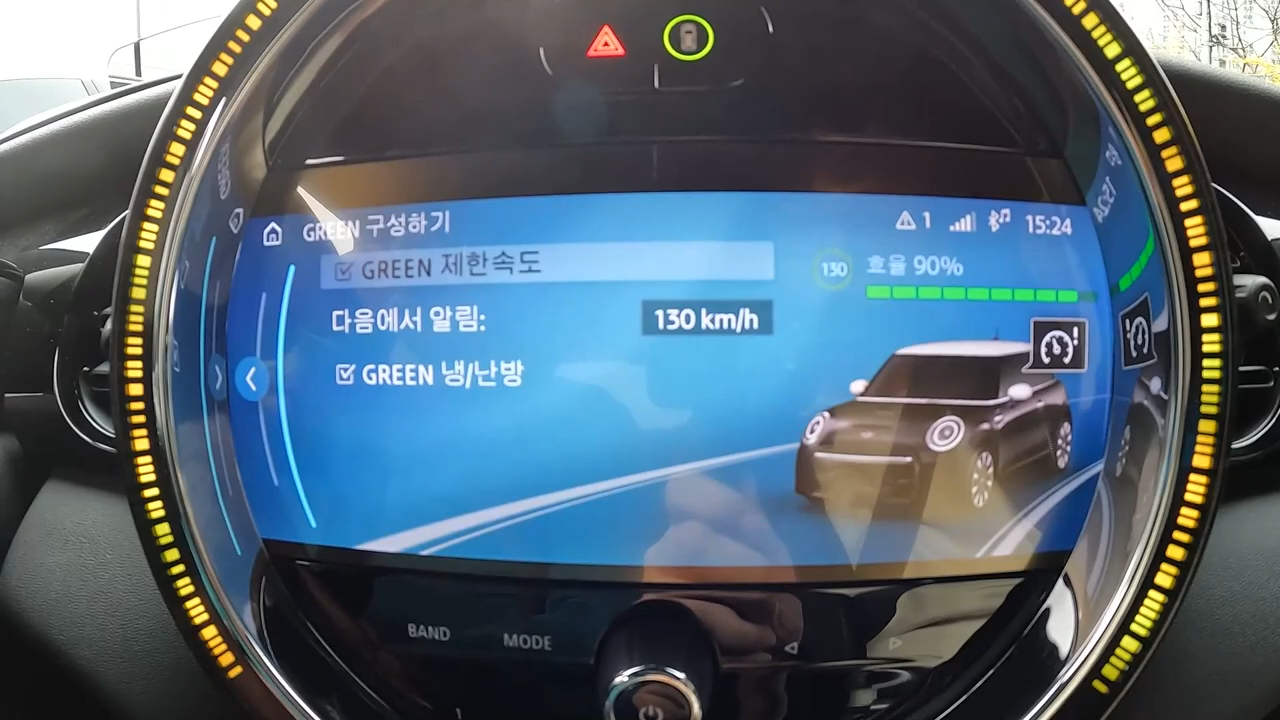 GREEN 구성하기
1
15:24
GREEN 제한속도
130
효율 90%
다음에서 알림:
130 km/h
GREEN 냉/난방
BAND
MODE